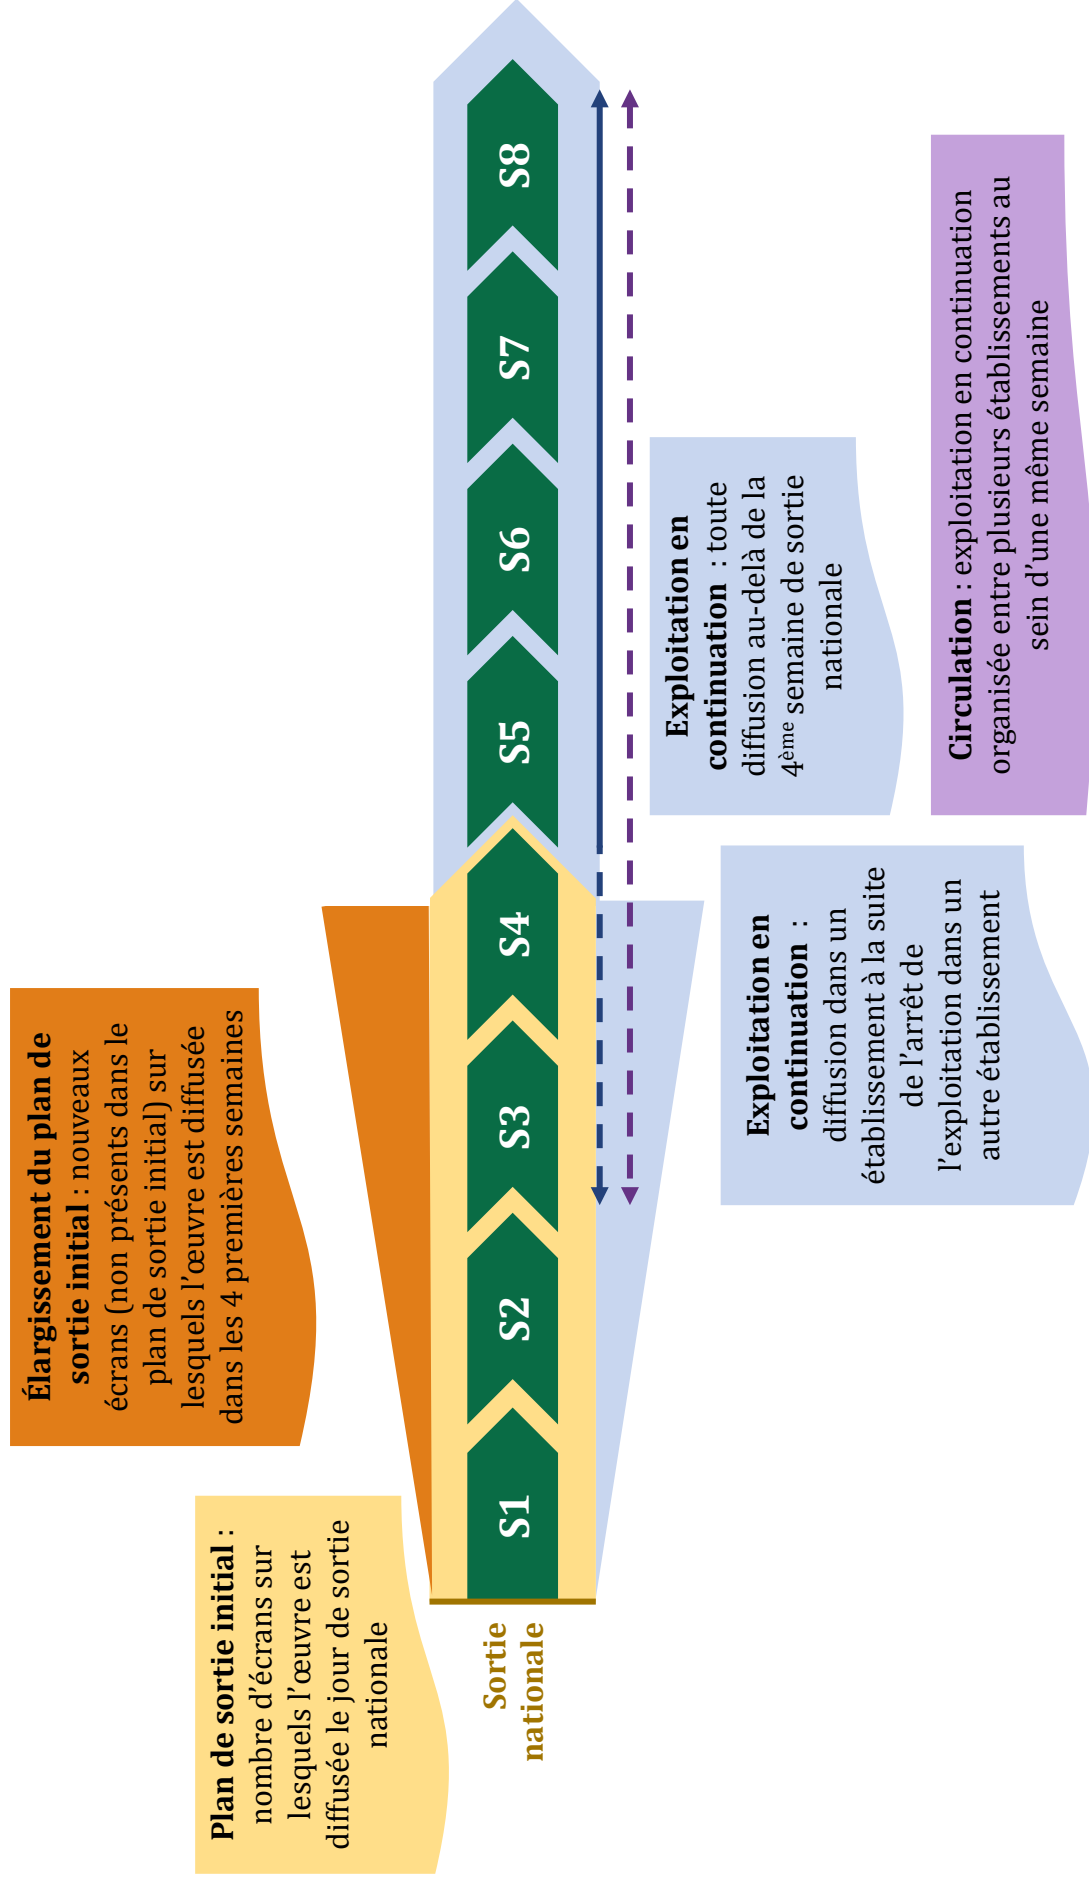 Élargissement du plan de
sortie initial : nouveaux
écrans (non présents dans le
plan de sortie initial) sur
lesquels l'œuvre est diffusée
dans les 4 premières semaines
Plan de sortie initial :
nombre d'écrans sur
lesquels l'œuvre est
diffusée le jour de sortie
nationale
Sortie
nationale
S1
S2
S3
S4
S5
S6
S7
S8
Exploitation en
continuation :
diffusion dans un
établissement à la suite
de l'arrêt de
l'exploitation dans un
autre établissement
Exploitation en
continuation : toute
diffusion au-delà de la
4ème semaine de sortie
nationale
Circulation : exploitation en continuation
organisée entre plusieurs établissements au
sein d'une même semaine